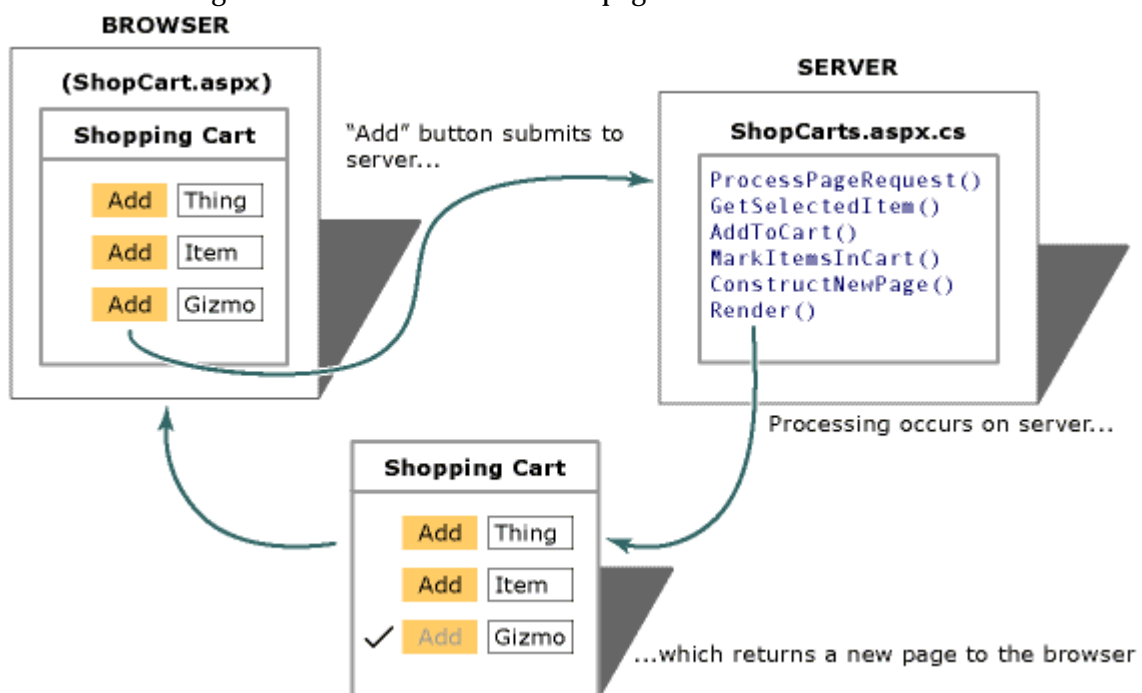 BROWSER
(ShopCart.aspx)
Shopping Cart
Add Thing
Add Item
Add Gizmo
"Add" button submits to
server...
SERVER
ShopCarts.aspx.cs
ProcessPageRequest()
GetSelectedItem()
AddToCart()
MarkItemsInCart()
ConstructNewPage()
Render()
Processing occurs on server...
Shopping Cart
Add Thing
Add Item
Add Gizmo
...which returns a new page to the browser